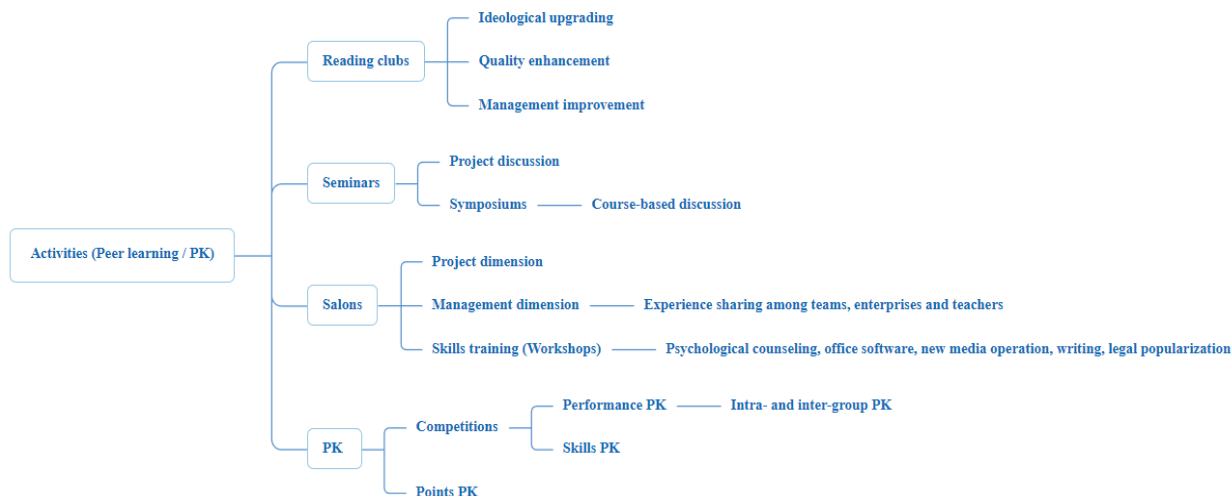 Activities (Peer learning / PK)
Reading clubs
Ideological upgrading
Quality enhancement
Management improvement
Seminars
Project discussion
Symposiums
Course-based discussion
Salons
Project dimension
Management dimension
Experience sharing among teams, enterprises and teachers
Skills training (Workshops)
Psychological counseling, office software, new media operation, writing, legal popularization
PK
Competitions
Performance PK
Intra- and inter-group PK
Skills PK
Points PK